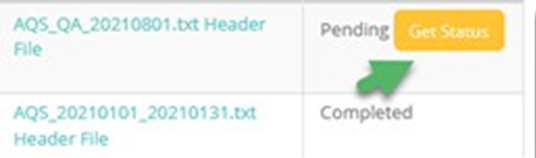 AQS_QA_20210801.txt Header
File
Pending Get Status
AQS_20210101_20210131.txt
Header File
Completed